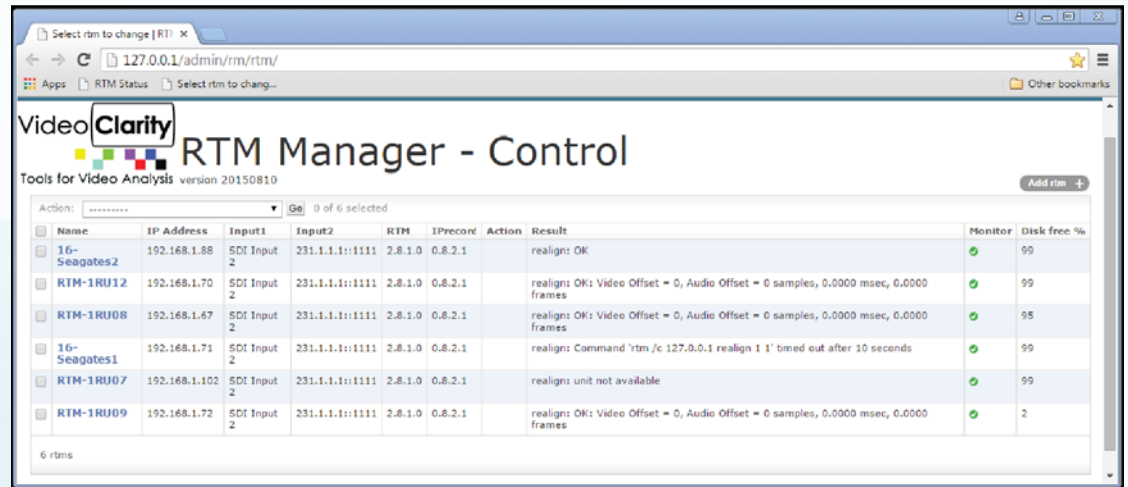 Select rtm to change | RTI
127.0.0.1/admin/rm/rtm/
Apps RTM Status Select rtm to chang... Other bookmarks
Video Clarity
Tools for Video Analysis
RTM Manager - Control
version 20150810
Add rtm +
Action: --------- Go 0 of 6 selected
Name IP Address Input1 Input2 RTM IPrecord Action Result Monitor Disk free %
16-Seagates2 192.168.1.88 SDI Input 2 231.1.1.1::1111 2.8.1.0 0.8.2.1 realign: OK 99
RTM-1RU12 192.168.1.70 SDI Input 2 231.1.1.1::1111 2.8.1.0 0.8.2.1 realign: OK: Video Offset = 0, Audio Offset = 0 samples, 0.0000 msec, 0.0000 frames 99
RTM-1RU08 192.168.1.67 SDI Input 2 231.1.1.1::1111 2.8.1.0 0.8.2.1 realign: OK: Video Offset = 0, Audio Offset = 0 samples, 0.0000 msec, 0.0000 frames 95
16-Seagates1 192.168.1.71 SDI Input 2 231.1.1.1::1111 2.8.1.0 0.8.2.1 realign: Command 'rtm /c 127.0.0.1 realign 1 1' timed out after 10 seconds 99
RTM-1RU07 192.168.1.102 SDI Input 2 231.1.1.1::1111 2.8.1.0 0.8.2.1 realign: unit not available 99
RTM-1RU09 192.168.1.72 SDI Input 2 231.1.1.1::1111 2.8.1.0 0.8.2.1 realign: OK: Video Offset = 0, Audio Offset = 0 samples, 0.0000 msec, 0.0000 frames 2
6 rtms